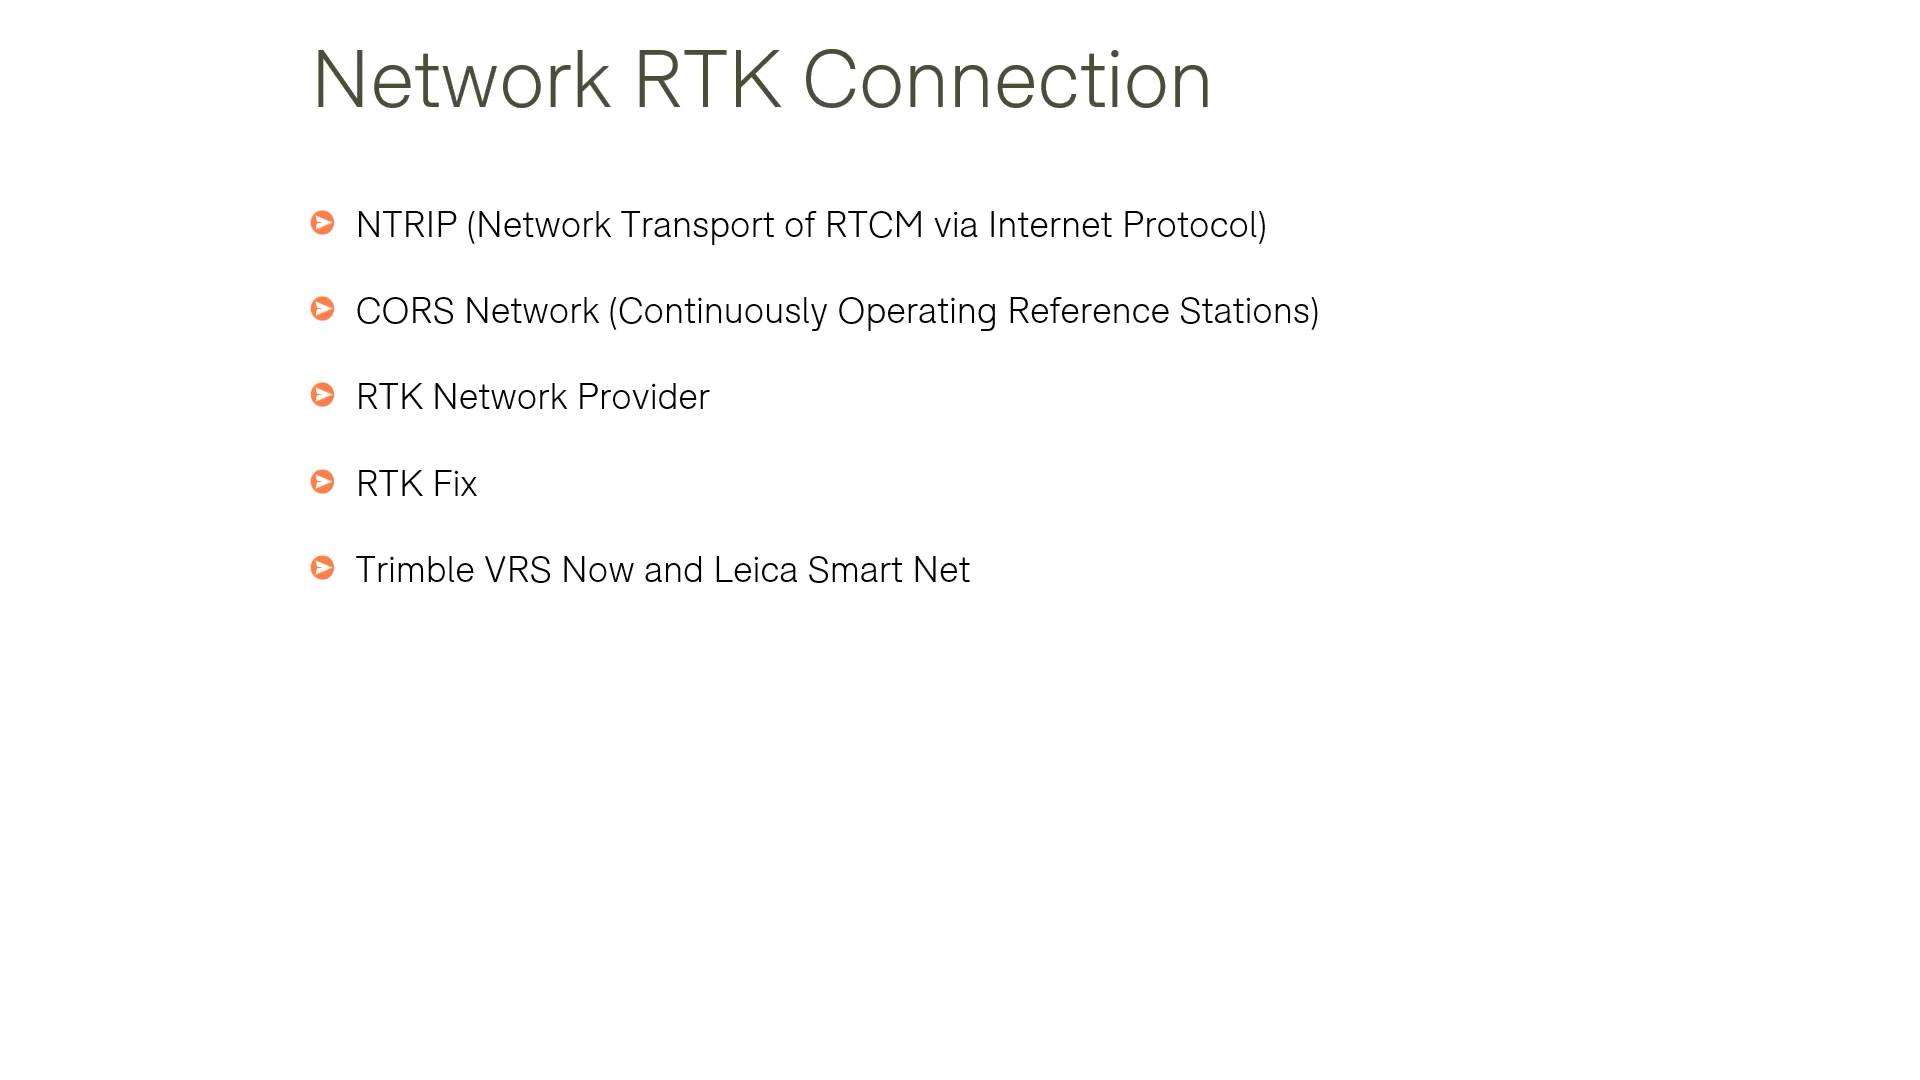 Network RTK Connection
NTRIP (Network Transport of RTCM via Internet Protocol)
CORS Network (Continuously Operating Reference Stations)
RTK Network Provider
RTK Fix
Trimble VRS Now and Leica Smart Net